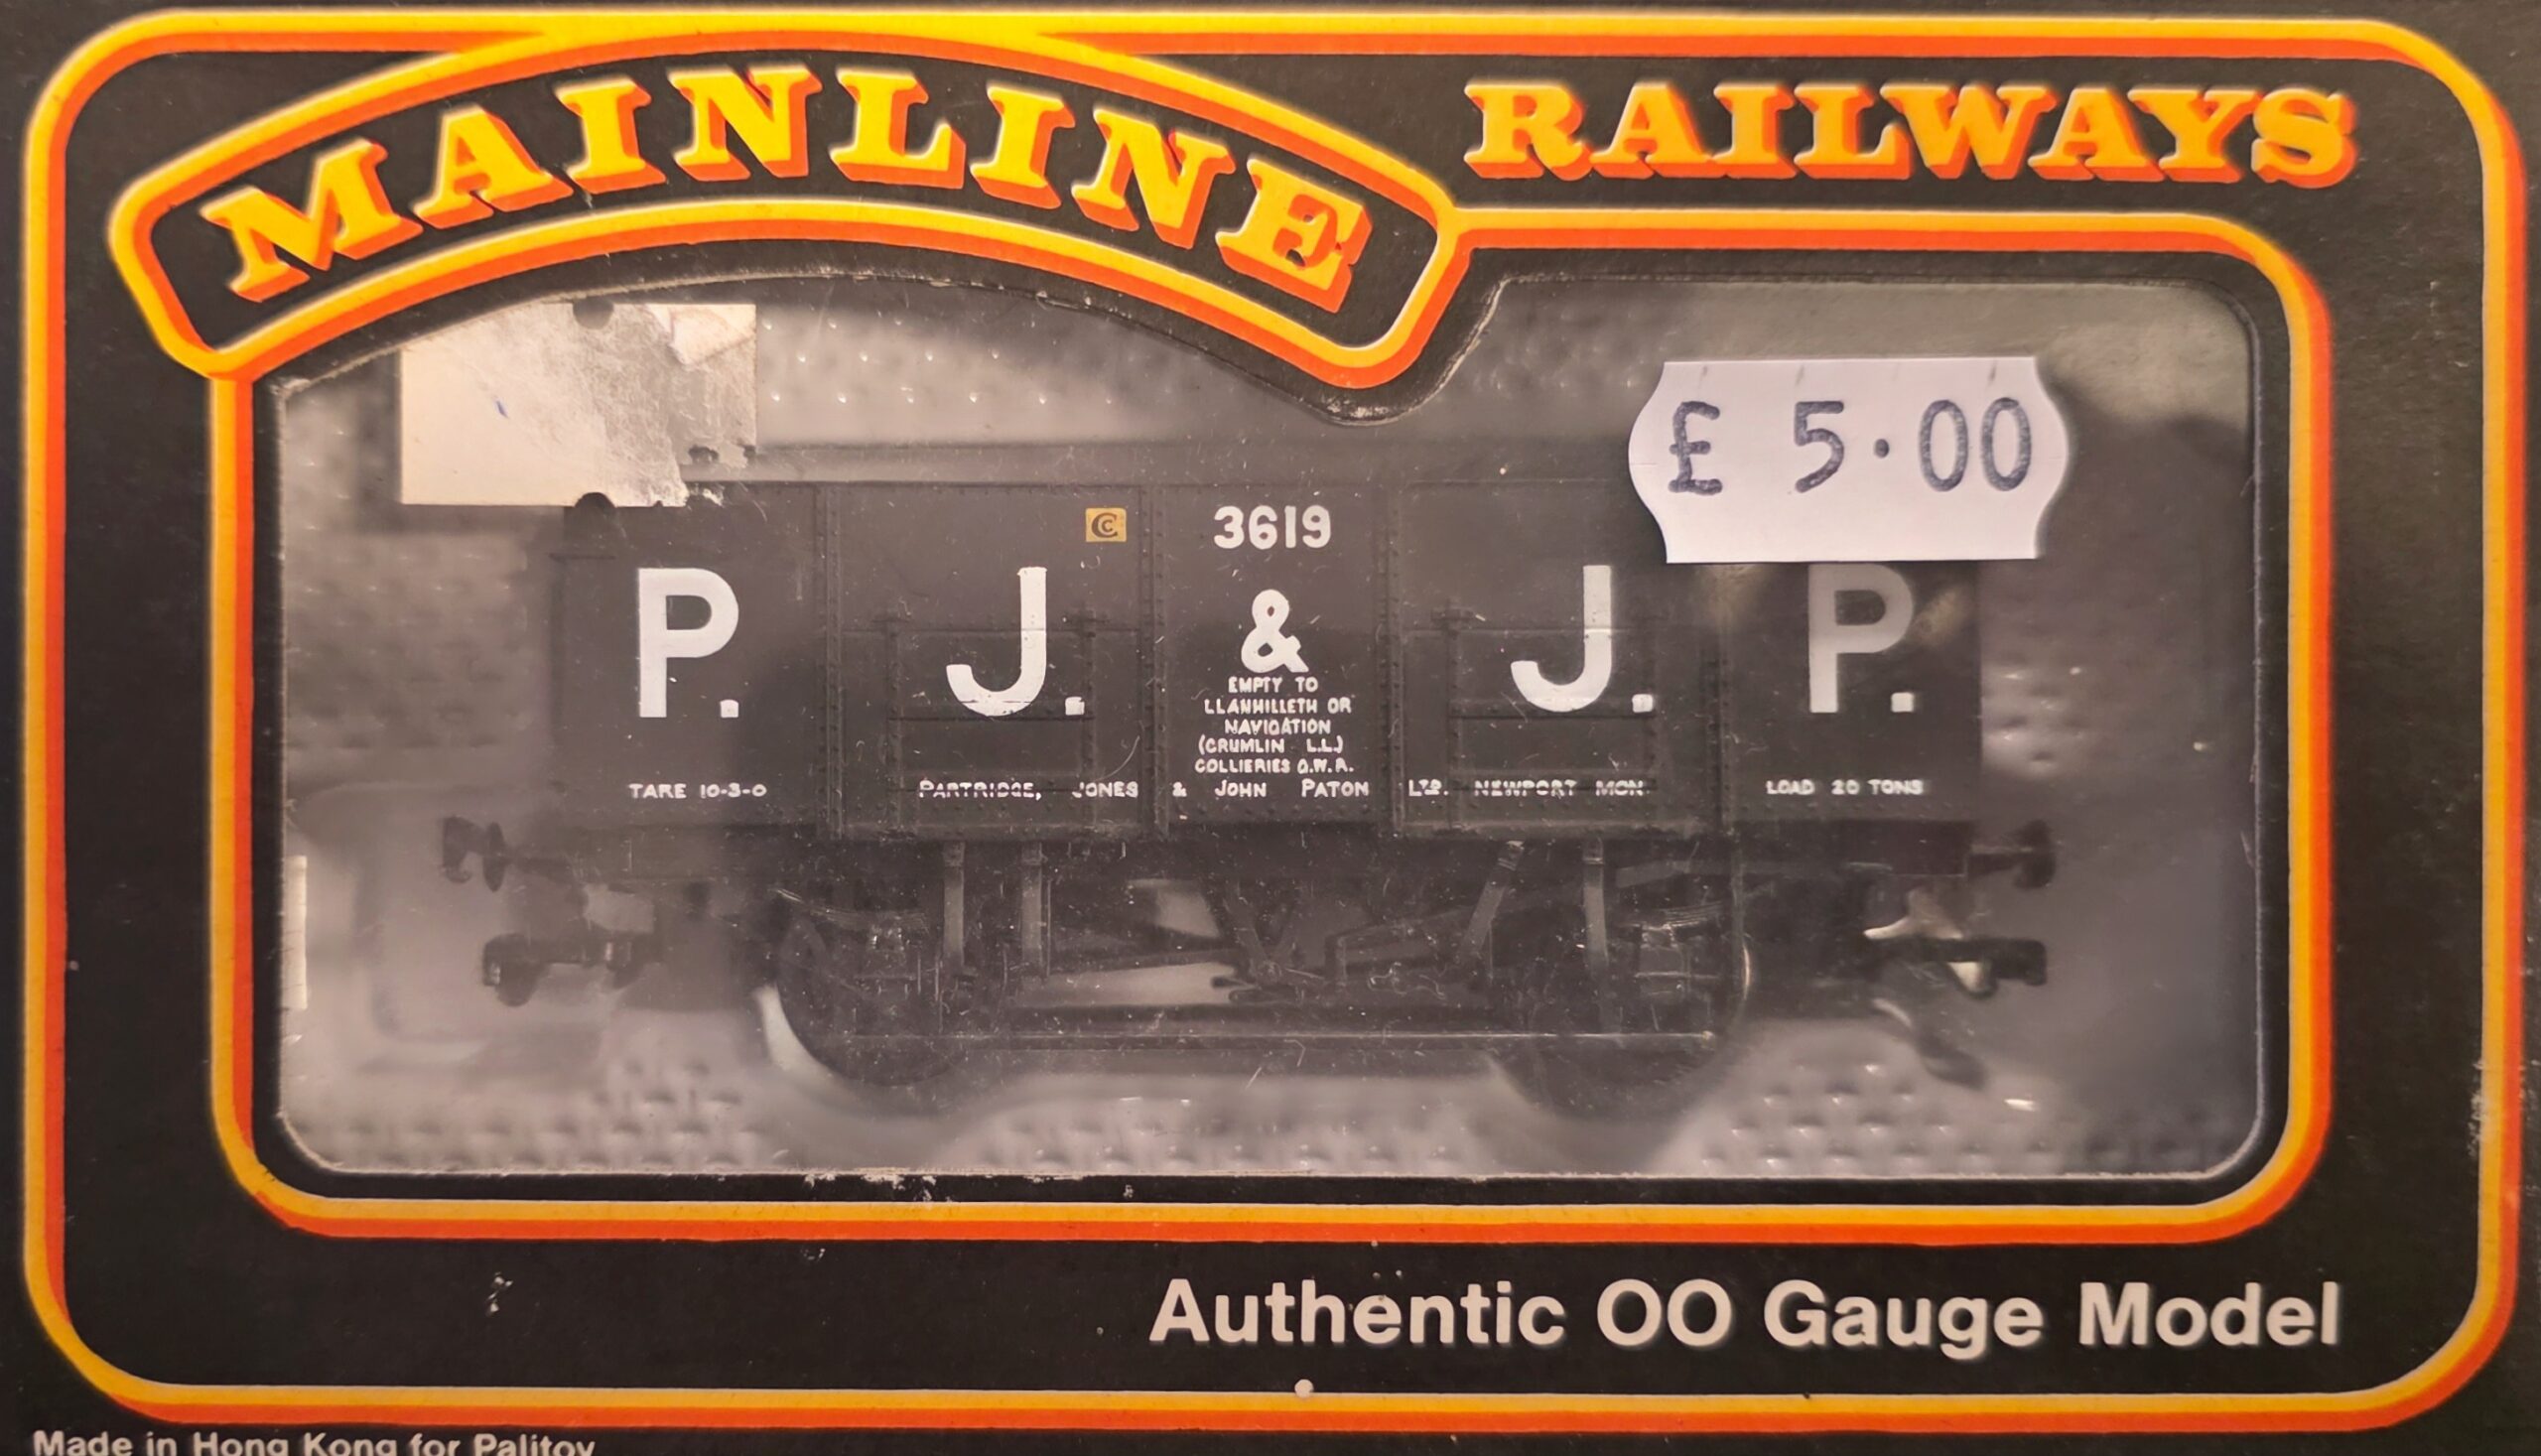 MAINLINE RAILWAYS
£ 5.00
C
3619
P. J. & J. P.
EMPTY TO
LLANHILLETH OR
NAVIGATION
(CRUMLIN L.L.)
COLLIERIES G.W.R.
TARE 10-3-0 PARTRIDGE, JONES & JOHN PATON LTD. NEWPORT MON. LOAD 20 TONS
Authentic OO Gauge Model
Made in Hong Kong for Palitoy